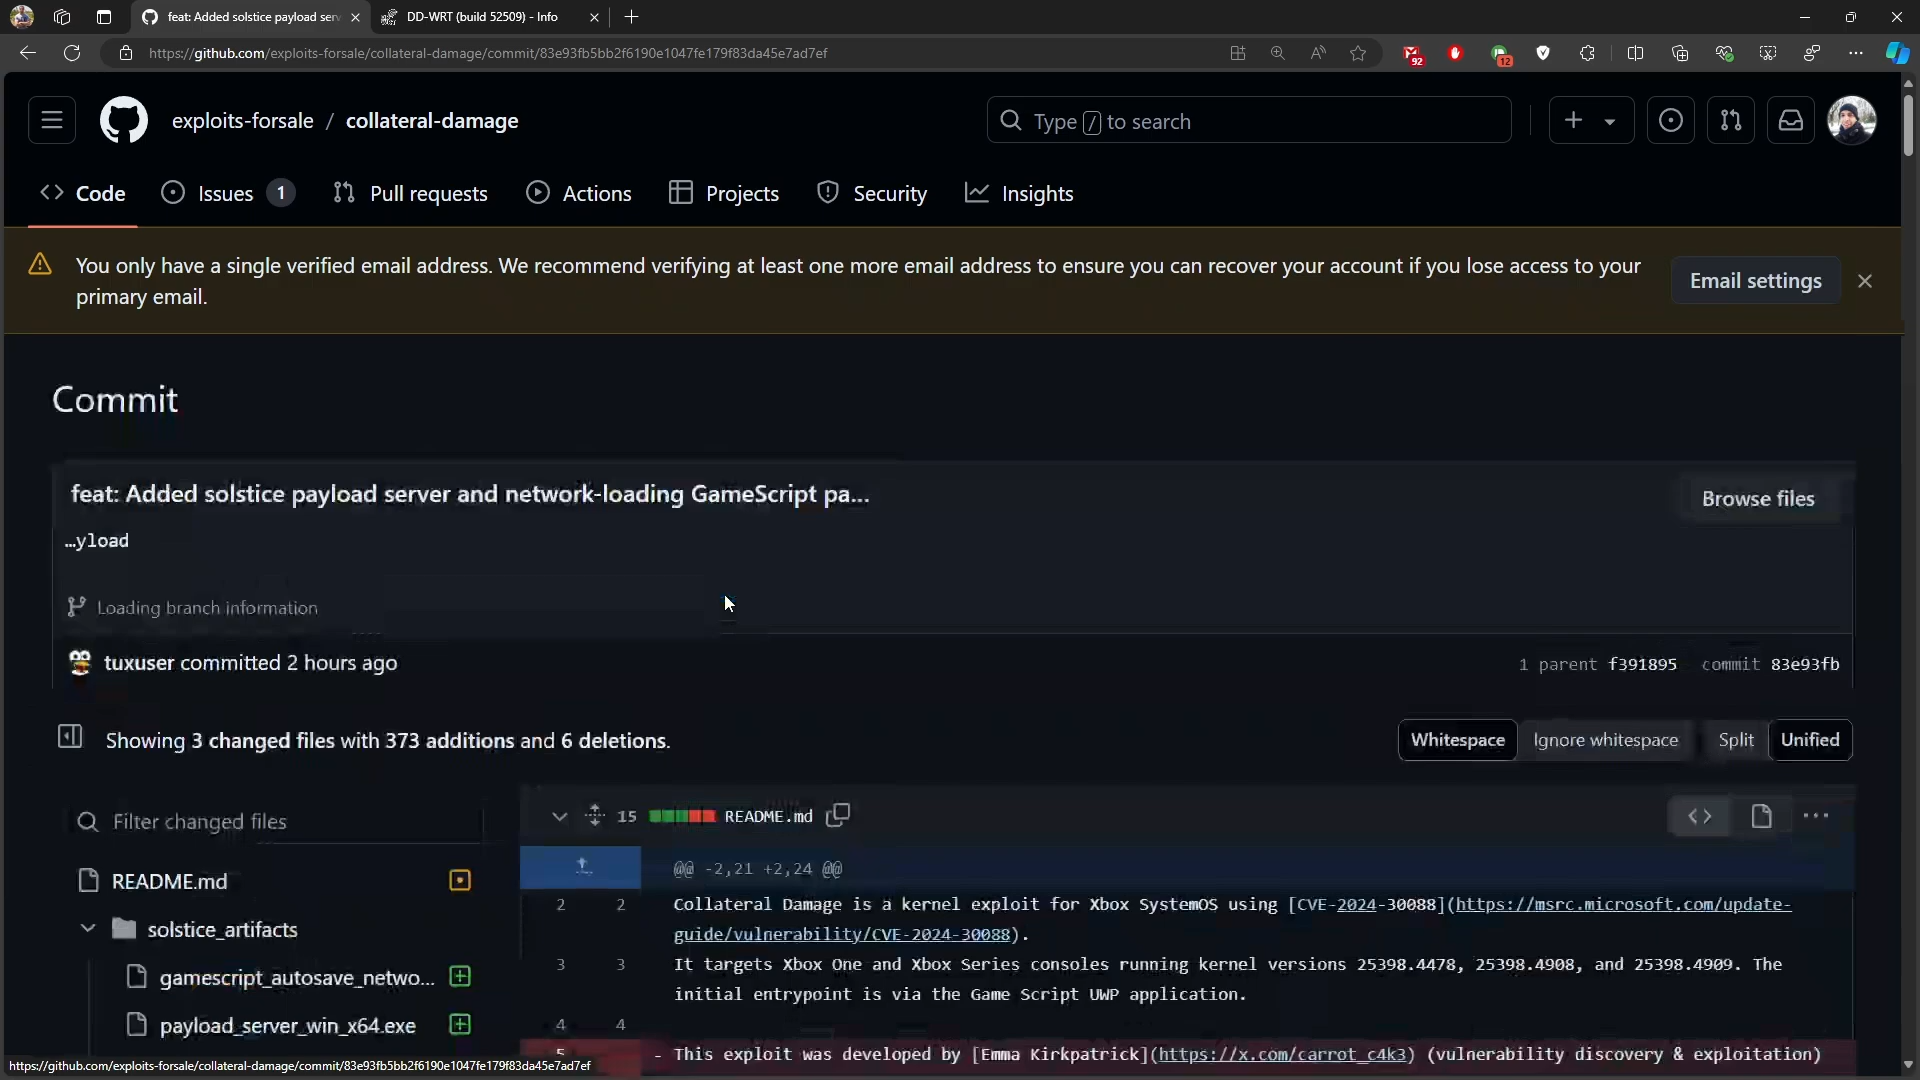 feat: Added solstice payload serv
DD-WRT (build 52509) - Info
https://github.com/exploits-forsale/collateral-damage/commit/83e93fb5bb2f6190e1047fe179f83da45e7ad7ef
92
12
exploits-forsale / collateral-damage
Type / to search
Code
Issues 1
Pull requests
Actions
Projects
Security
Insights
You only have a single verified email address. We recommend verifying at least one more email address to ensure you can recover your account if you lose access to your
primary email.
Email settings
Commit
feat: Added solstice payload server and network-loading GameScript pa...
Browse files
…yload
Loading branch information
tuxuser committed 2 hours ago
1 parent f391895 commit 83e93fb
Showing 3 changed files with 373 additions and 6 deletions.
Whitespace
Ignore whitespace
Split
Unified
Filter changed files
README.md
solstice_artifacts
gamescript_autosave_netwo...
payload_server_win_x64.exe
15 README.md
@@ -2,21 +2,24 @@
2 2 Collateral Damage is a kernel exploit for Xbox SystemOS using [CVE-2024-30088](https://msrc.microsoft.com/update-
guide/vulnerability/CVE-2024-30088).
3 3 It targets Xbox One and Xbox Series consoles running kernel versions 25398.4478, 25398.4908, and 25398.4909. The
initial entrypoint is via the Game Script UWP application.
4 4
5 - This exploit was developed by [Emma Kirkpatrick](https://x.com/carrot_c4k3) (vulnerability discovery & exploitation)
https://github.com/exploits-forsale/collateral-damage/commit/83e93fb5bb2f6190e1047fe179f83da45e7ad7ef